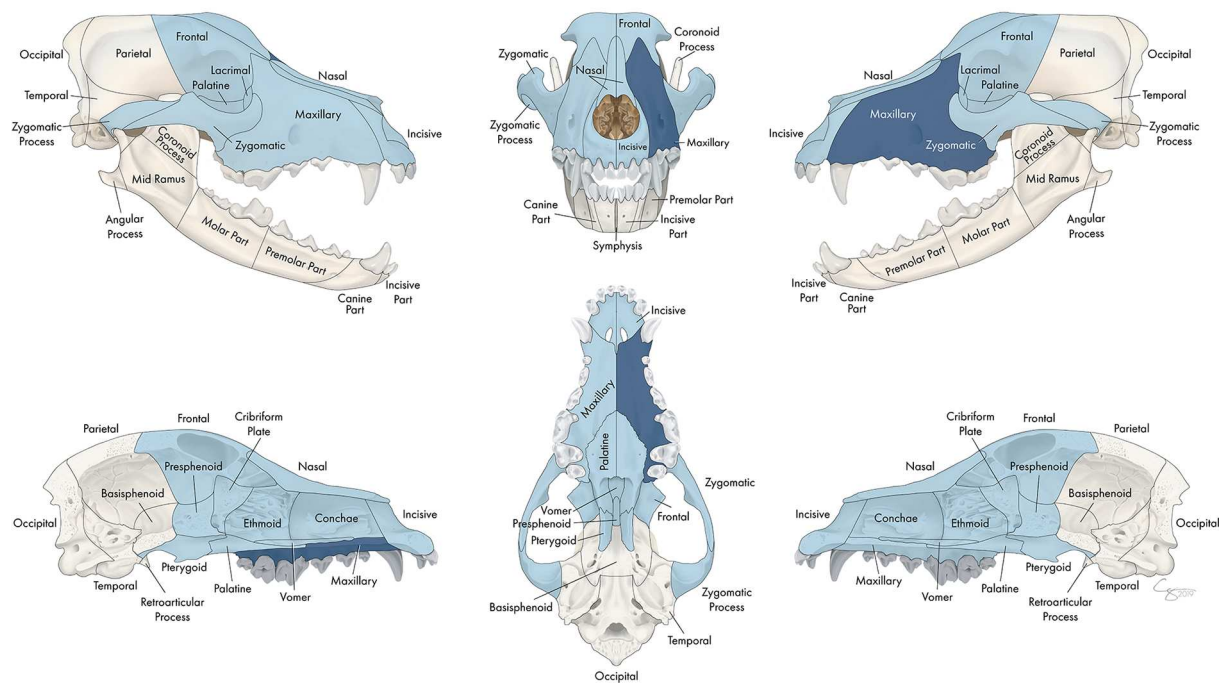 Occipital
Parietal
Frontal
Lacrimal
Palatine
Nasal
Temporal
Maxillary
Zygomatic
Process
Incisive
Coronoid
Process
Zygomatic
Mid Ramus
Angular
Process
Molar Part
Premolar Part
Canine
Part
Incisive
Part
Frontal
Coronoid
Process
Zygomatic
Nasal
Zygomatic
Process
Incisive
Maxillary
Canine
Part
Premolar Part
Incisive
Part
Symphysis
Frontal
Parietal
Occipital
Nasal
Lacrimal
Palatine
Temporal
Maxillary
Incisive
Zygomatic
Zygomatic
Process
Coronoid
Process
Mid Ramus
Angular
Process
Molar Part
Premolar Part
Incisive
Part
Canine
Part
Frontal
Parietal
Cribriform
Plate
Presphenoid
Nasal
Basisphenoid
Occipital
Ethmoid
Conchae
Incisive
Pterygoid
Temporal
Palatine
Maxillary
Vomer
Retroarticular
Process
Incisive
Maxillary
Palatine
Zygomatic
Vomer
Presphenoid
Frontal
Pterygoid
Basisphenoid
Zygomatic
Process
Temporal
Occipital
Frontal
Cribriform
Plate
Parietal
Nasal
Presphenoid
Basisphenoid
Incisive
Conchae
Ethmoid
Occipital
Maxillary
Vomer
Palatine
Pterygoid
Temporal
Retroarticular
Process
2019